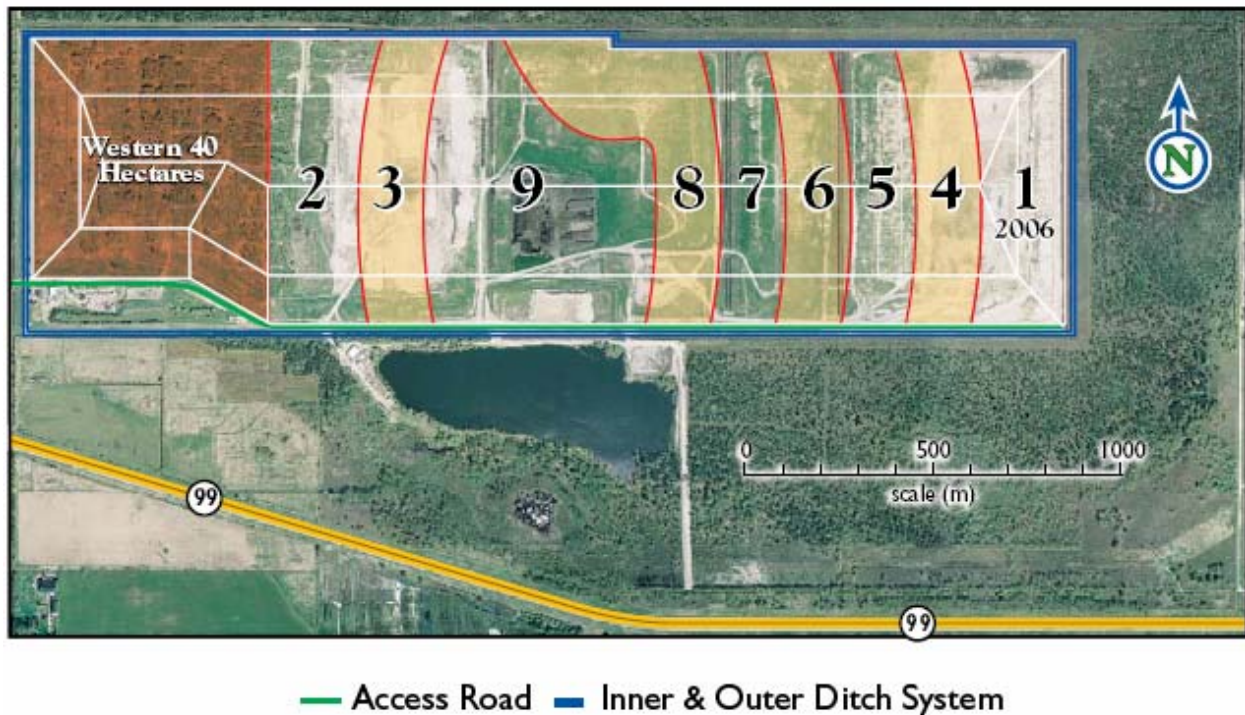 Western 40
Hectares
2
3
9
8
7
6
5
4
1
2006
N
0 500 1000
scale (m)
99
99
Access Road Inner & Outer Ditch System